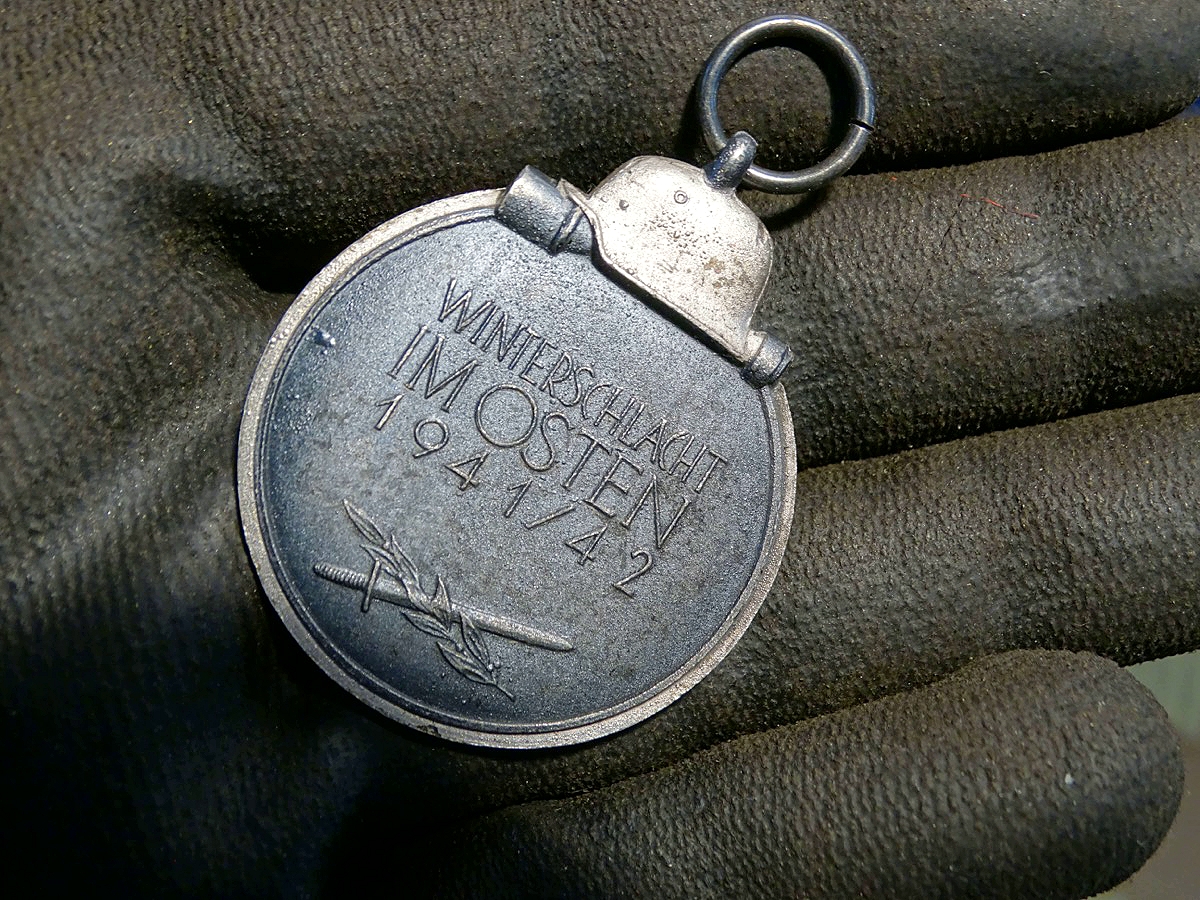 WINTERSCHLACHT
IM OSTEN
1941/42